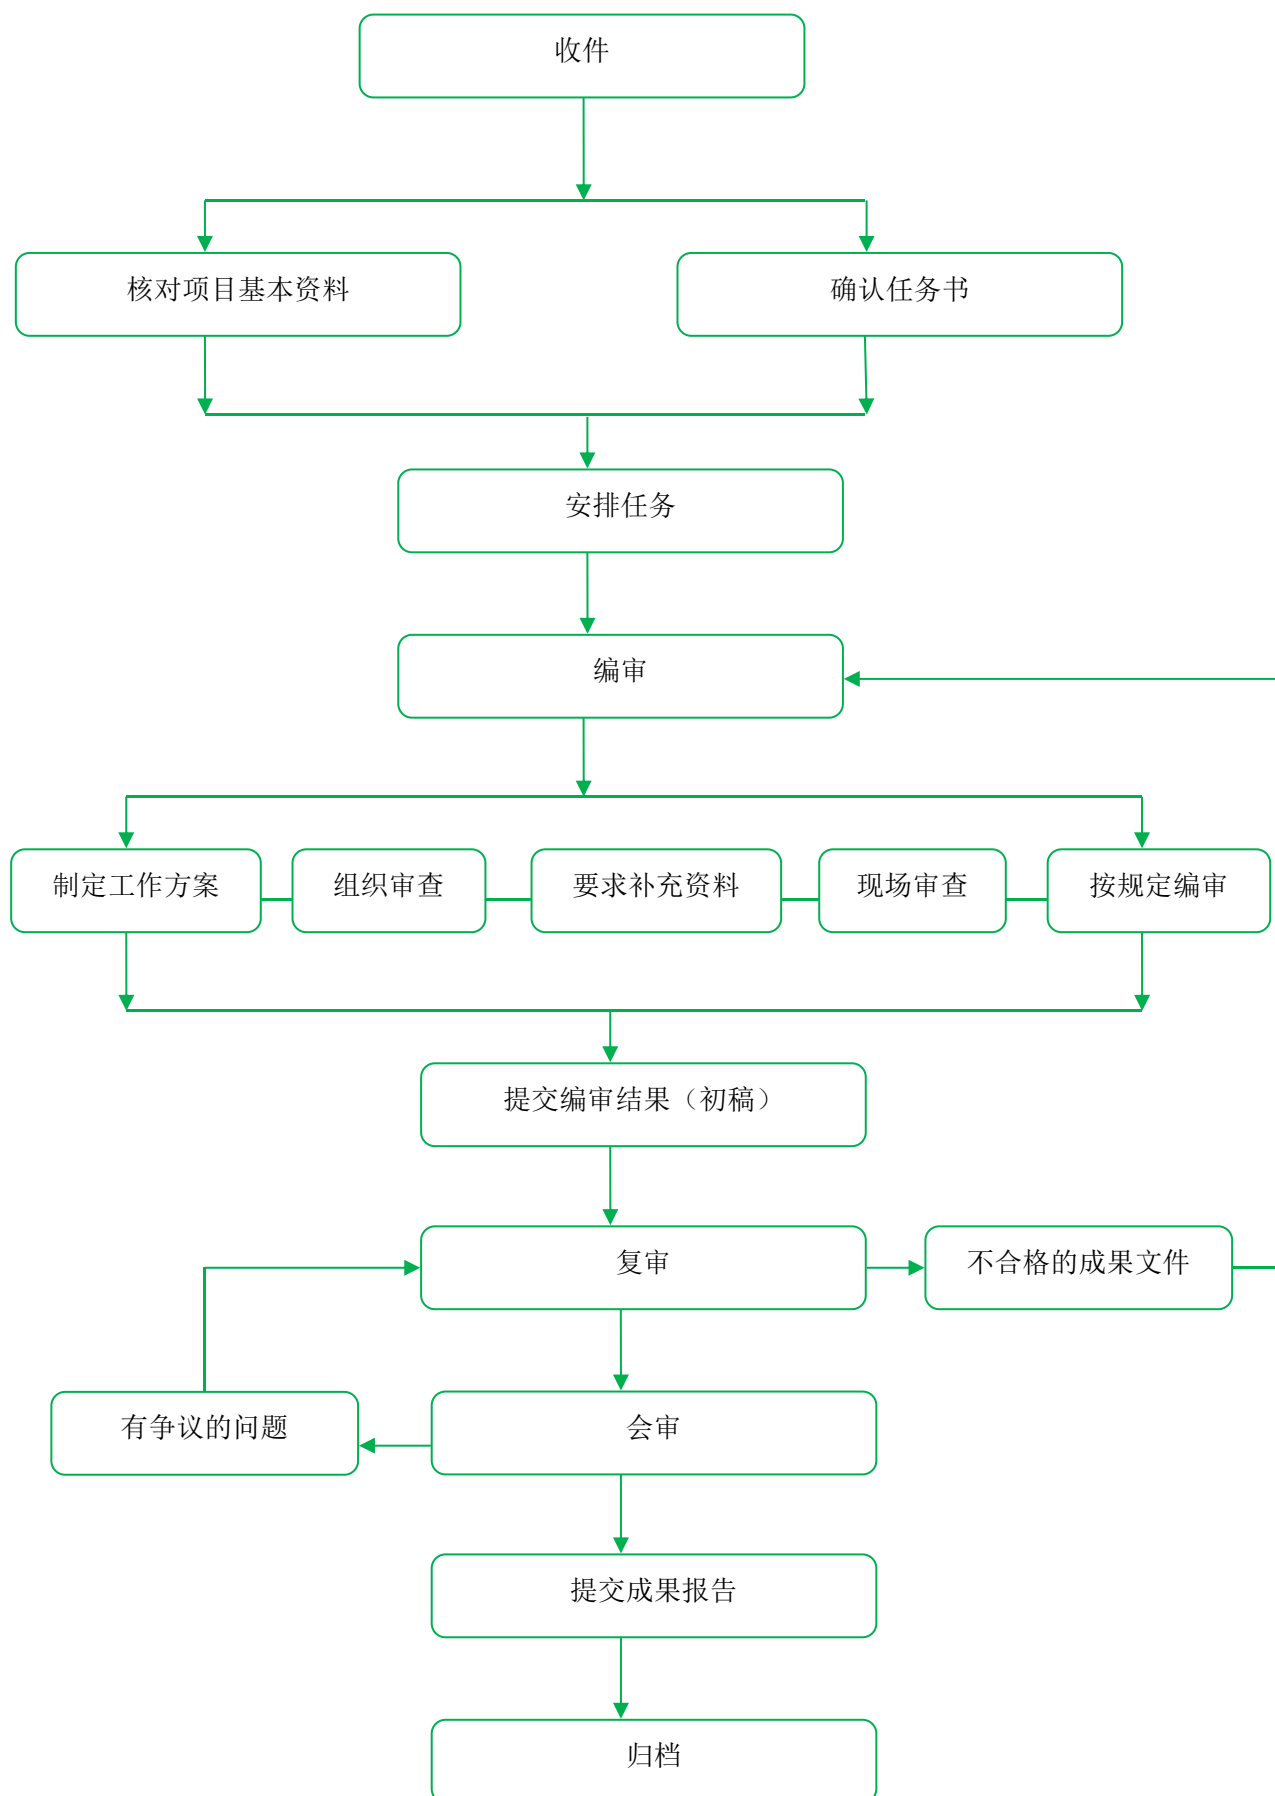 收件
核对项目基本资料
确认任务书
安排任务
编审
制定工作方案
组织审查
要求补充资料
现场审查
按规定编审
提交编审结果（初稿）
复审
不合格的成果文件
有争议的问题
会审
提交成果报告
归档